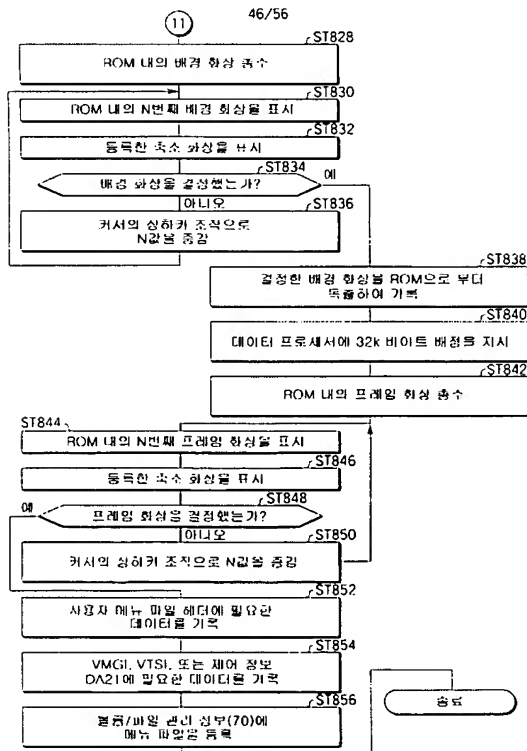 46/56
11
ST828
ROM 내의 배경 화상 총수
ST830
ROM 내의 N번째 배경 화상을 표시
ST832
등록한 축소 화상을 표시
ST834
배경 화상을 결정했는가?
예
아니오
ST836
커서의 상하키 조작으로
N값을 증감
ST838
결정한 배경 화상을 ROM으로 부터
독출하여 기록
ST840
데이터 프로세서에 32k 바이트 배정을 지시
ST842
ROM 내의 프레임 화상 총수
ST844
ROM 내의 N번째 프레임 화상을 표시
ST846
등록한 축소 화상을 표시
ST848
예
프레임 화상을 결정했는가?
아니오
ST850
커서의 상하키 조작으로 N값을 증감
ST852
사용자 메뉴 파일 헤더에 필요한
데이터를 기록
ST854
VMGI, VTSI, 또는 제어 정보
DA21에 필요한 데이터를 기록
ST856
볼륨/파일 관리 정보(70)에
메뉴 파일을 등록
종료